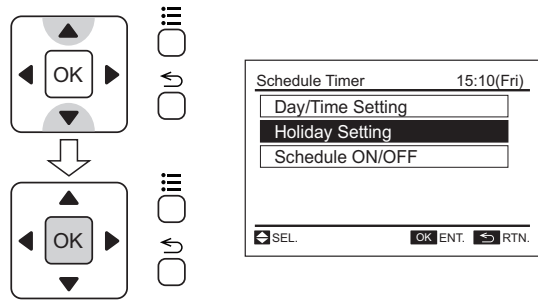 OK
OK
Schedule Timer 15:10(Fri)
Day/Time Setting
Holiday Setting
Schedule ON/OFF
SEL. OK ENT. RTN.